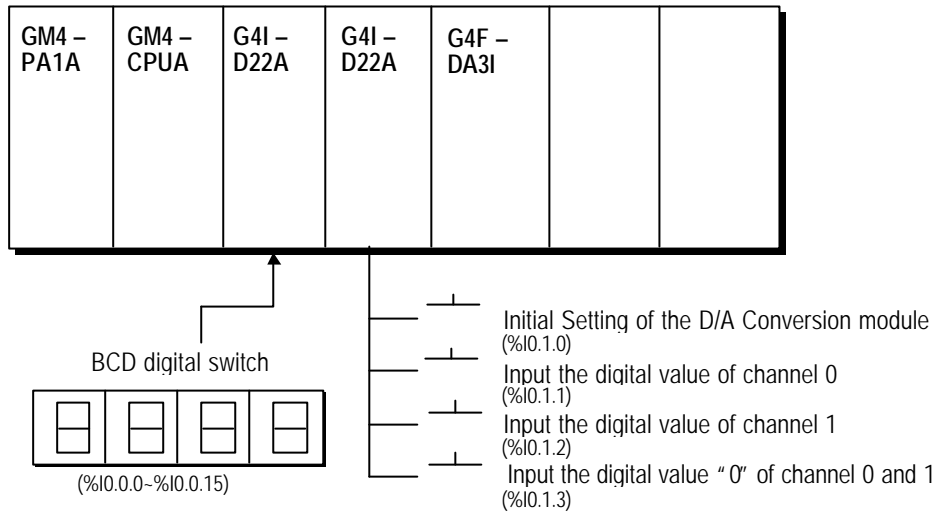 GM4 –
PA1A
GM4 –
CPUA
G4I –
D22A
G4I –
D22A
G4F –
DA3I
BCD digital switch
(%I0.0.0~%I0.0.15)
Initial Setting of the D/A Conversion module
(%I0.1.0)
Input the digital value of channel 0
(%I0.1.1)
Input the digital value of channel 1
(%I0.1.2)
Input the digital value “0” of channel 0 and 1
(%I0.1.3)